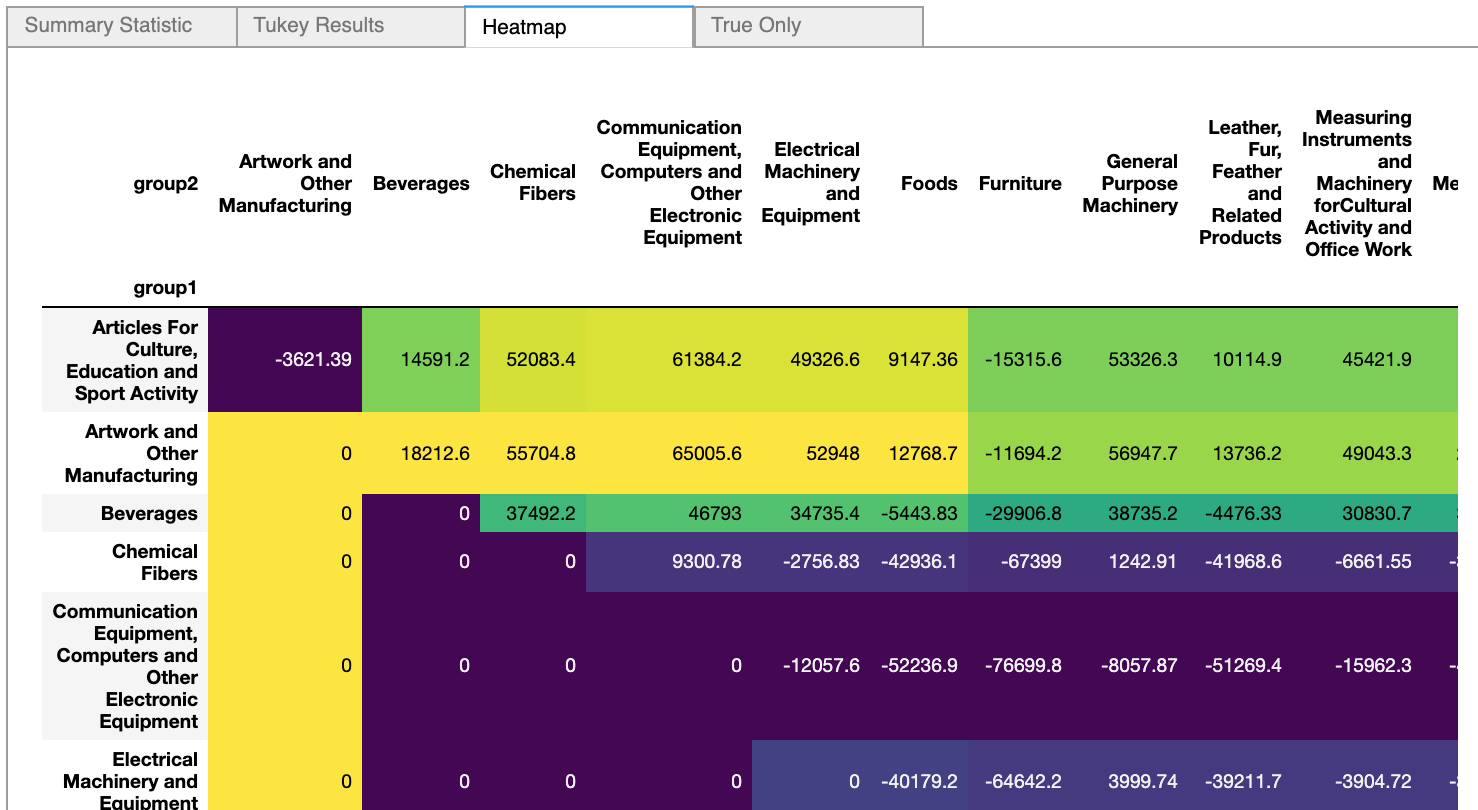 Summary Statistic Tukey Results Heatmap True Only
group2 Artwork and Other Manufacturing Beverages Chemical Fibers Communication Equipment, Computers and Other Electronic Equipment Electrical Machinery and Equipment Foods Furniture General Purpose Machinery Leather, Fur, Feather and Related Products Measuring Instruments and Machinery forCultural Activity and Office Work
group1
Articles For
Culture,
Education and
Sport Activity
-3621.39 14591.2 52083.4 61384.2 49326.6 9147.36 -15315.6 53326.3 10114.9 45421.9
Artwork and
Other
Manufacturing
0 18212.6 55704.8 65005.6 52948 12768.7 -11694.2 56947.7 13736.2 49043.3
Beverages 0 0 37492.2 46793 34735.4 -5443.83 -29906.8 38735.2 -4476.33 30830.7
Chemical
Fibers
0 0 0 9300.78 -2756.83 -42936.1 -67399 1242.91 -41968.6 -6661.55
Communication
Equipment,
Computers and
Other
Electronic
Equipment
0 0 0 0 -12057.6 -52236.9 -76699.8 -8057.87 -51269.4 -15962.3
Electrical
Machinery and
Equipment
0 0 0 0 0 -40179.2 -64642.2 3999.74 -39211.7 -3904.72